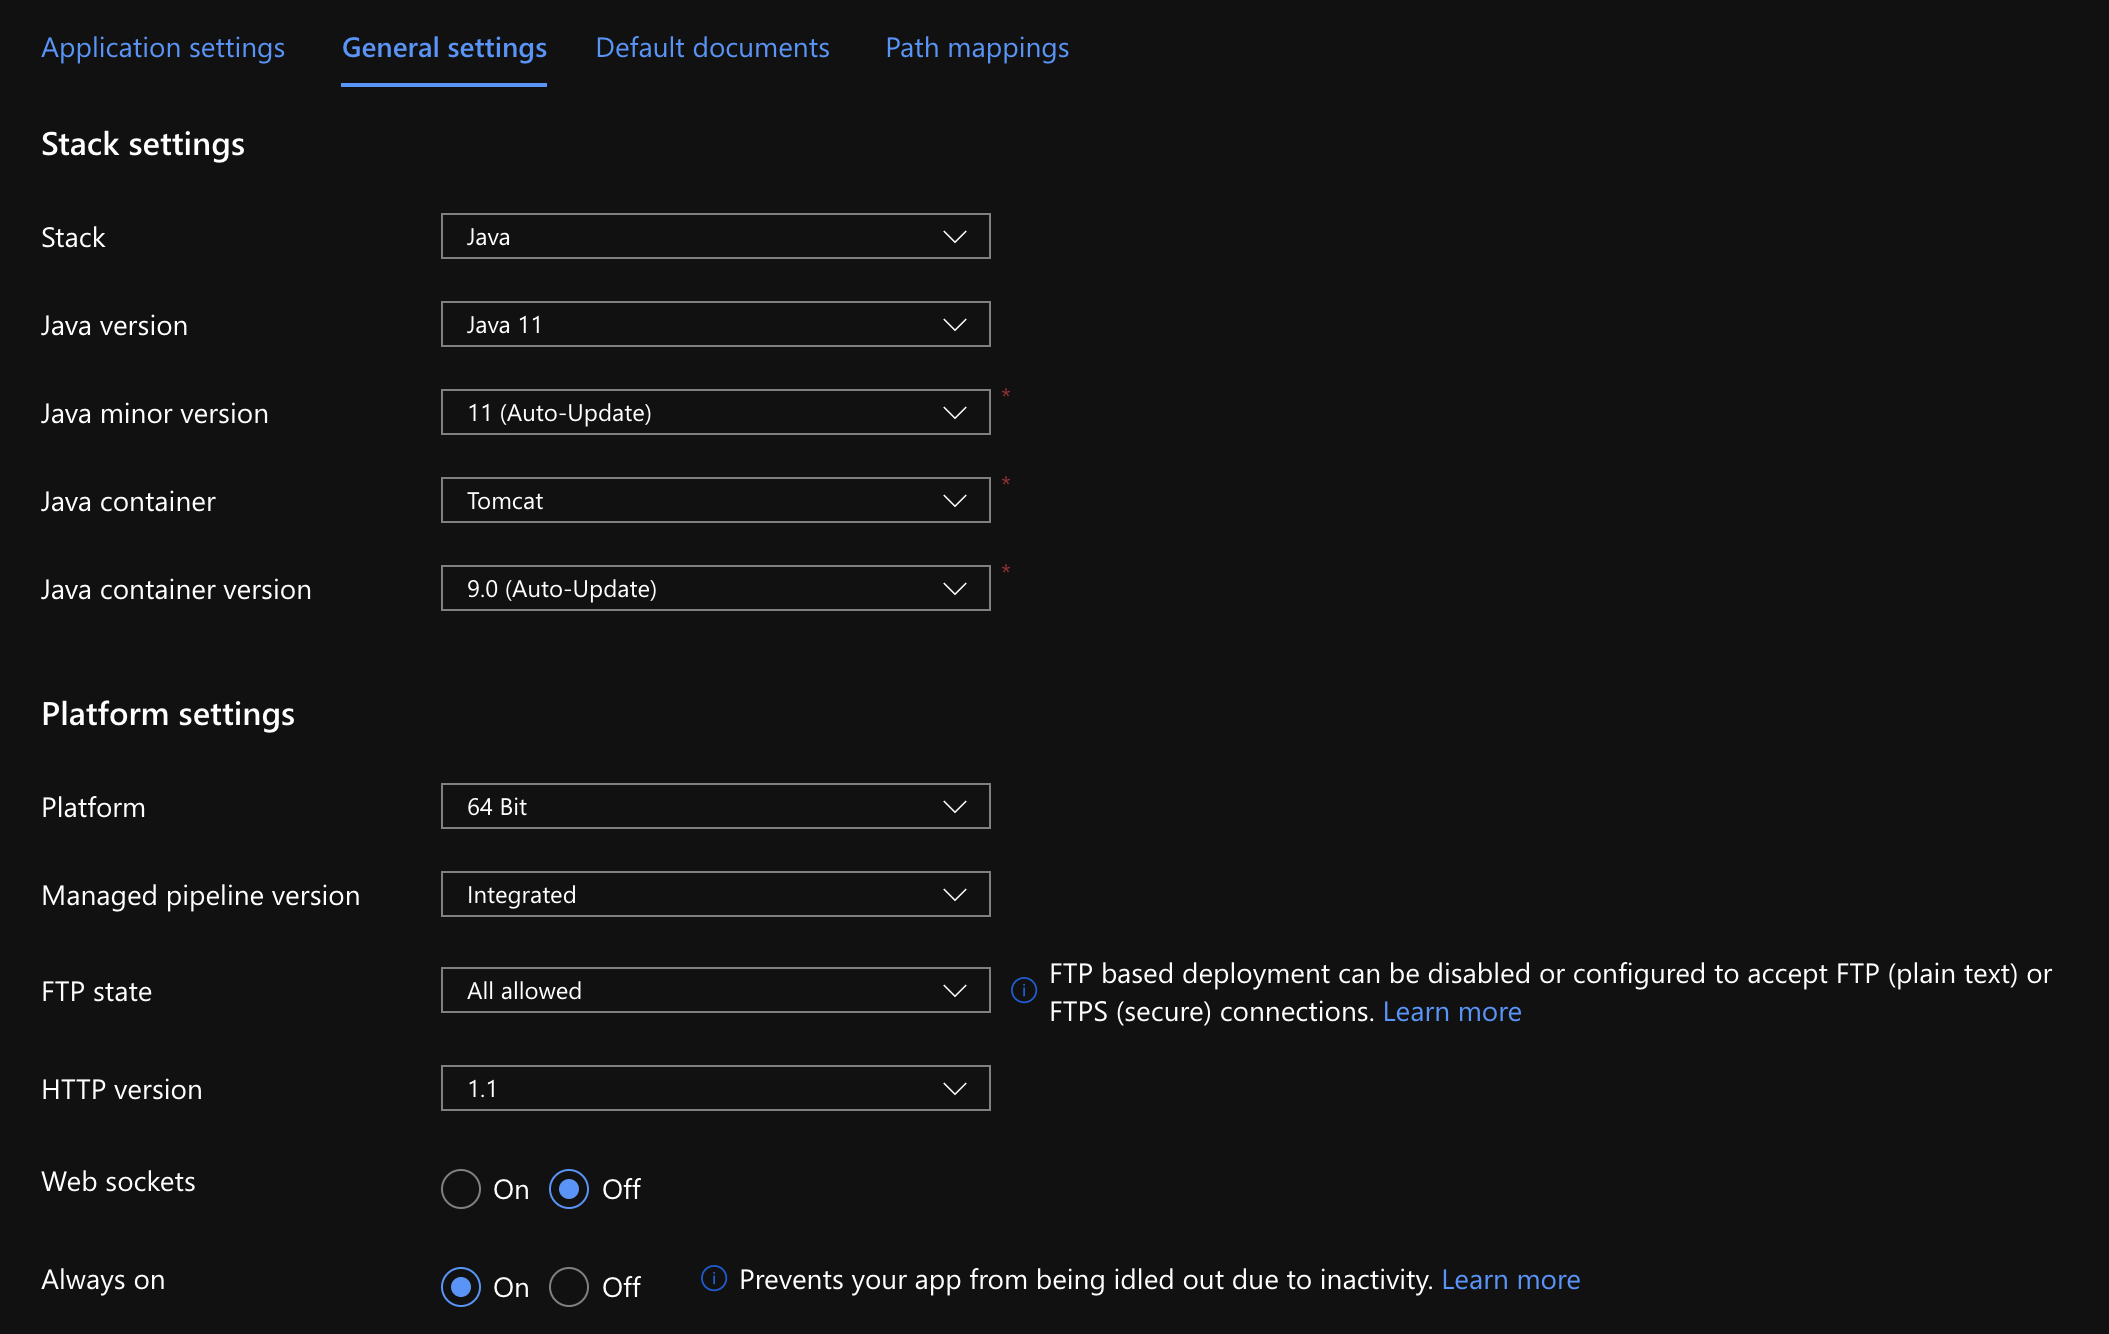 Application settings General settings Default documents Path mappings
Stack settings
Stack Java
Java version Java 11
Java minor version 11 (Auto-Update) *
Java container Tomcat *
Java container version 9.0 (Auto-Update) *
Platform settings
Platform 64 Bit
Managed pipeline version Integrated
FTP state All allowed FTP based deployment can be disabled or configured to accept FTP (plain text) or
FTPS (secure) connections. Learn more
HTTP version 1.1
Web sockets On Off
Always on On Off Prevents your app from being idled out due to inactivity. Learn more